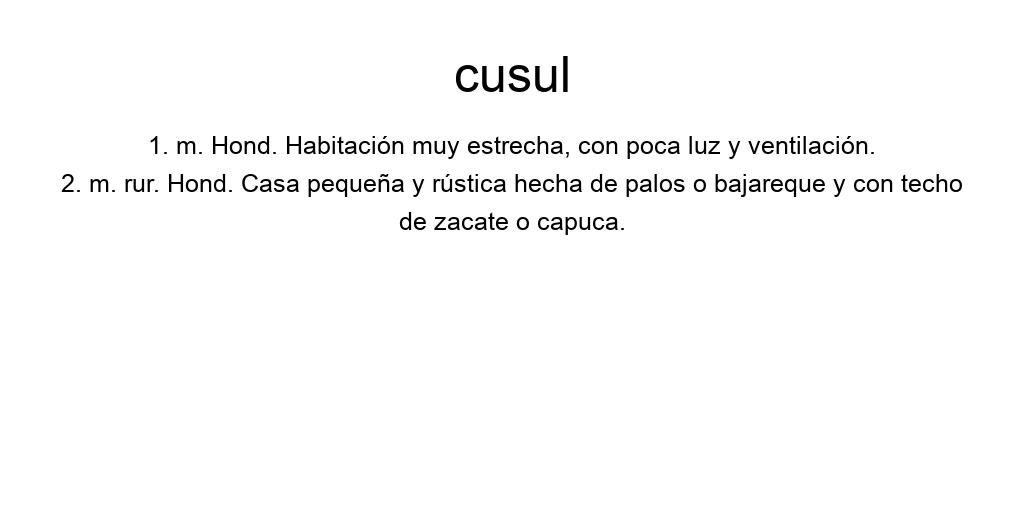 cusul
1. m. Hond. Habitación muy estrecha, con poca luz y ventilación.
2. m. rur. Hond. Casa pequeña y rústica hecha de palos o bajareque y con techo
de zacate o capuca.